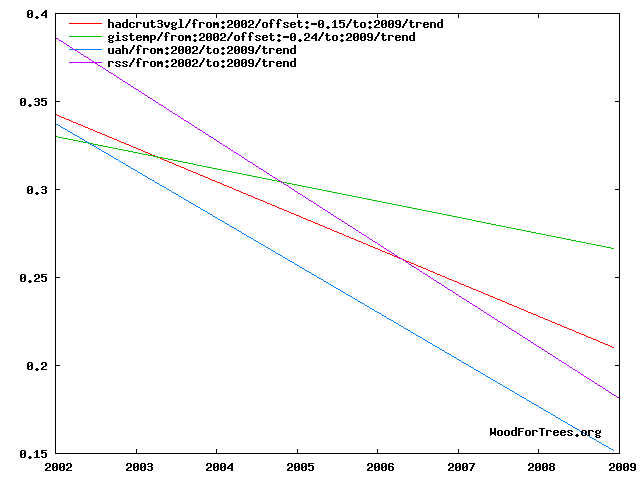 0.4
hadcrut3vgl/from:2002/offset:-0.15/to:2009/trend
gistemp/from:2002/offset:-0.24/to:2009/trend
uah/from:2002/to:2009/trend
rss/from:2002/to:2009/trend
0.35
0.3
0.25
0.2
WoodForTrees.org
0.15
2002 2003 2004 2005 2006 2007 2008 2009